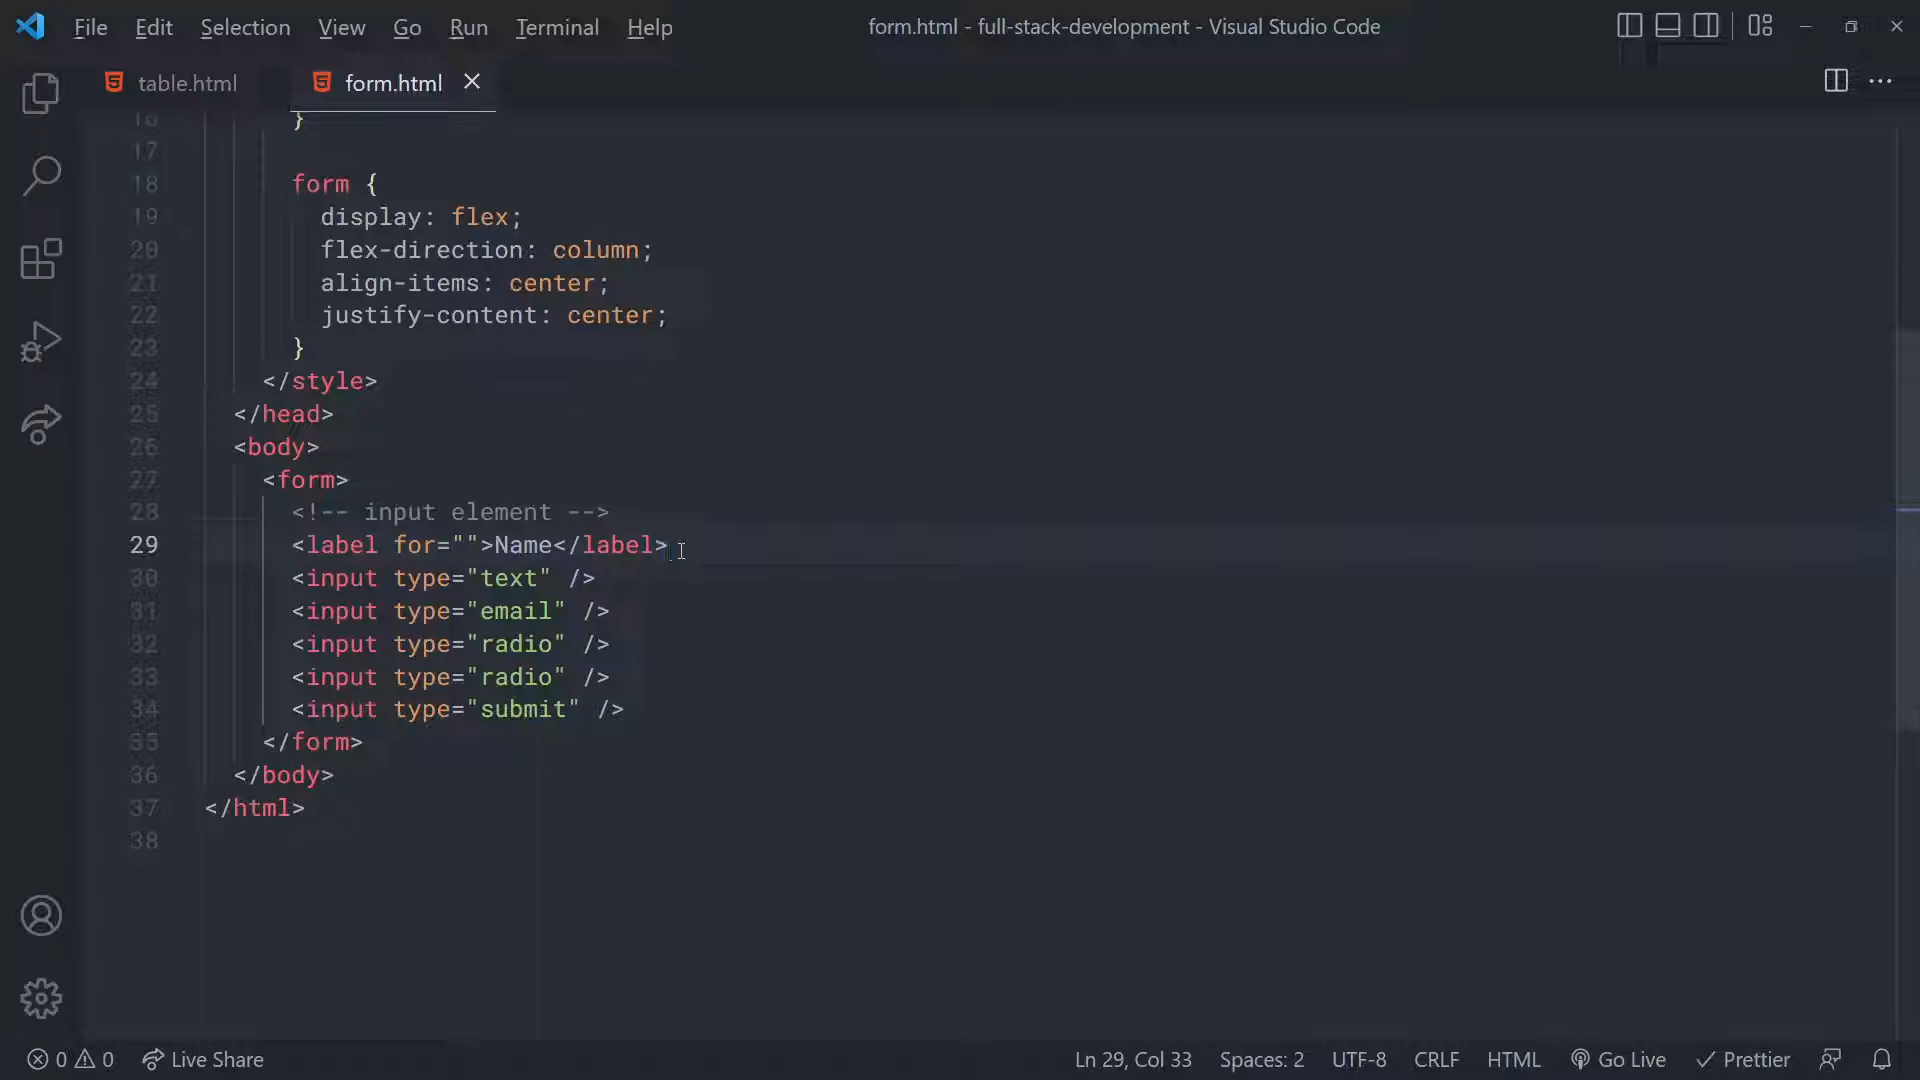 File Edit Selection View Go Run Terminal Help form.html - full-stack-development - Visual Studio Code
table.html form.html
16 }
17
18 form {
19 display: flex;
20 flex-direction: column;
21 align-items: center;
22 justify-content: center;
23 }
24 </style>
25 </head>
26 <body>
27 <form>
28 <!-- input element -->
29 <label for="">Name</label>
30 <input type="text" />
31 <input type="email" />
32 <input type="radio" />
33 <input type="radio" />
34 <input type="submit" />
35 </form>
36 </body>
37 </html>
38
0 0 Live Share Ln 29, Col 33 Spaces: 2 UTF-8 CRLF HTML Go Live Prettier